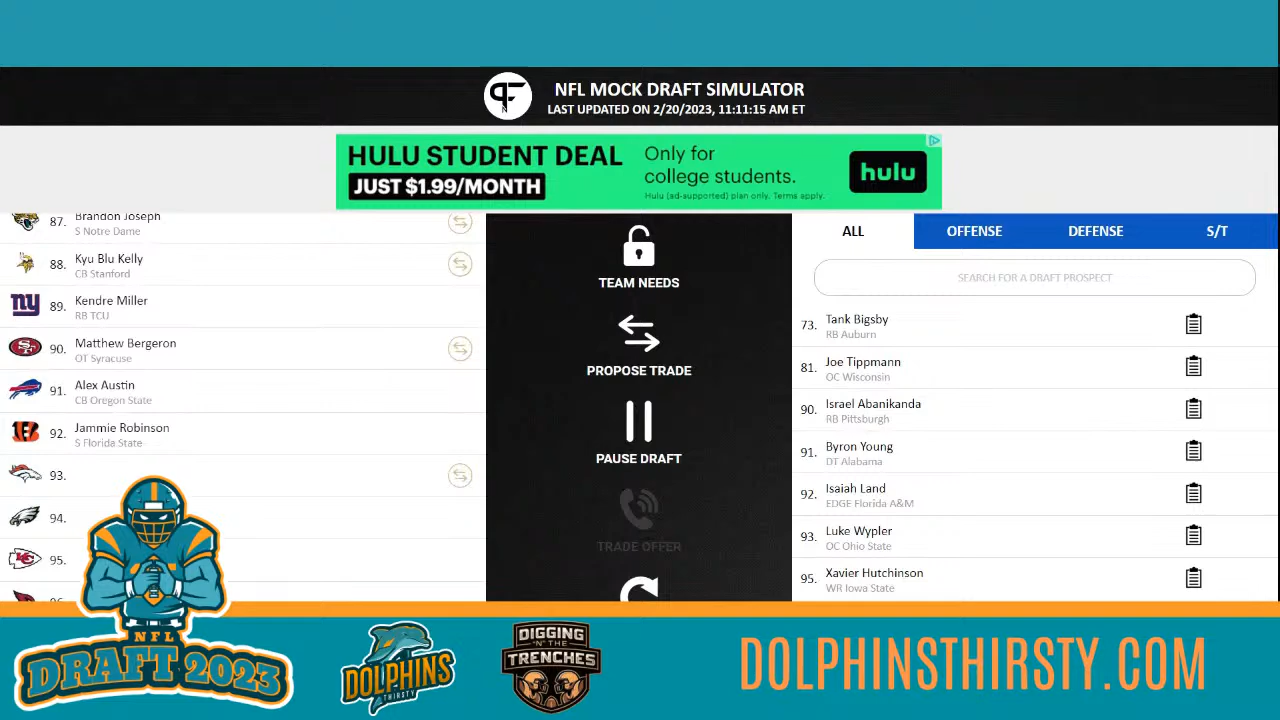 NFL MOCK DRAFT SIMULATOR
LAST UPDATED ON 2/20/2023, 11:11:15 AM ET
HULU STUDENT DEAL
JUST $1.99/MONTH
Only for
college students.
Hulu (ad-supported) plan only. Terms apply.
hulu
87. Brandon Joseph
S Notre Dame
88. Kyu Blu Kelly
CB Stanford
89. Kendre Miller
RB TCU
90. Matthew Bergeron
OT Syracuse
91. Alex Austin
CB Oregon State
92. Jammie Robinson
S Florida State
93.
94.
95.
TEAM NEEDS
PROPOSE TRADE
PAUSE DRAFT
TRADE OFFER
ALL OFFENSE DEFENSE S/T
SEARCH FOR A DRAFT PROSPECT
73. Tank Bigsby
RB Auburn
81. Joe Tippmann
OC Wisconsin
90. Israel Abanikanda
RB Pittsburgh
91. Byron Young
DT Alabama
92. Isaiah Land
EDGE Florida A&M
93. Luke Wypler
OC Ohio State
95. Xavier Hutchinson
WR Iowa State
NFL
DRAFT 2023
DOLPHINS
THIRSTY
DIGGING
"N" THE
TRENCHES
DOLPHINSTHIRSTY.COM